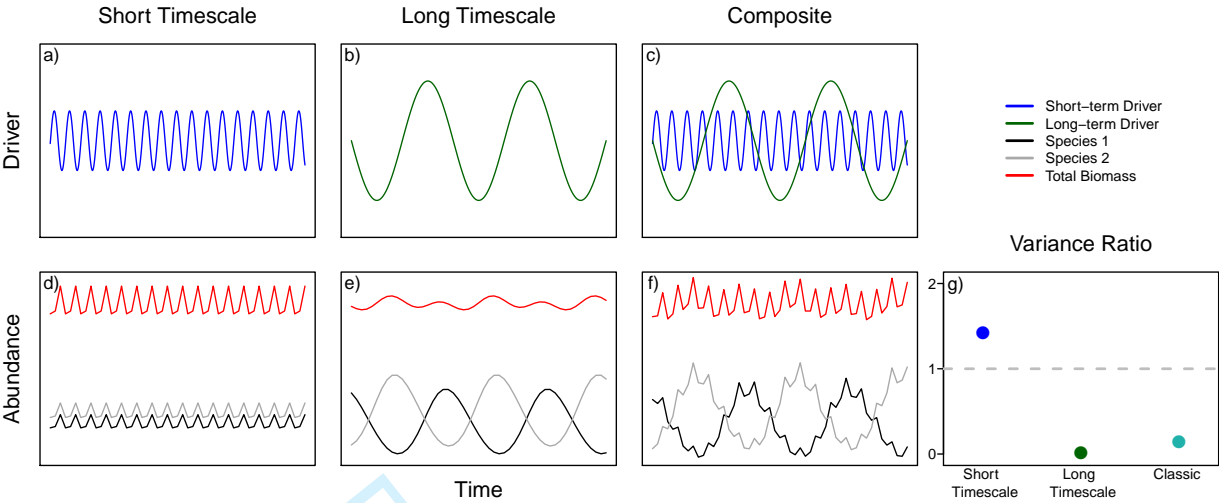 Short Timescale
Long Timescale
Composite
Driver
a)
b)
c)
Short−term Driver
Long−term Driver
Species 1
Species 2
Total Biomass
Variance Ratio
Abundance
d)
e)
f)
g)
2
1
0
Short
Timescale
Long
Timescale
Classic
Time